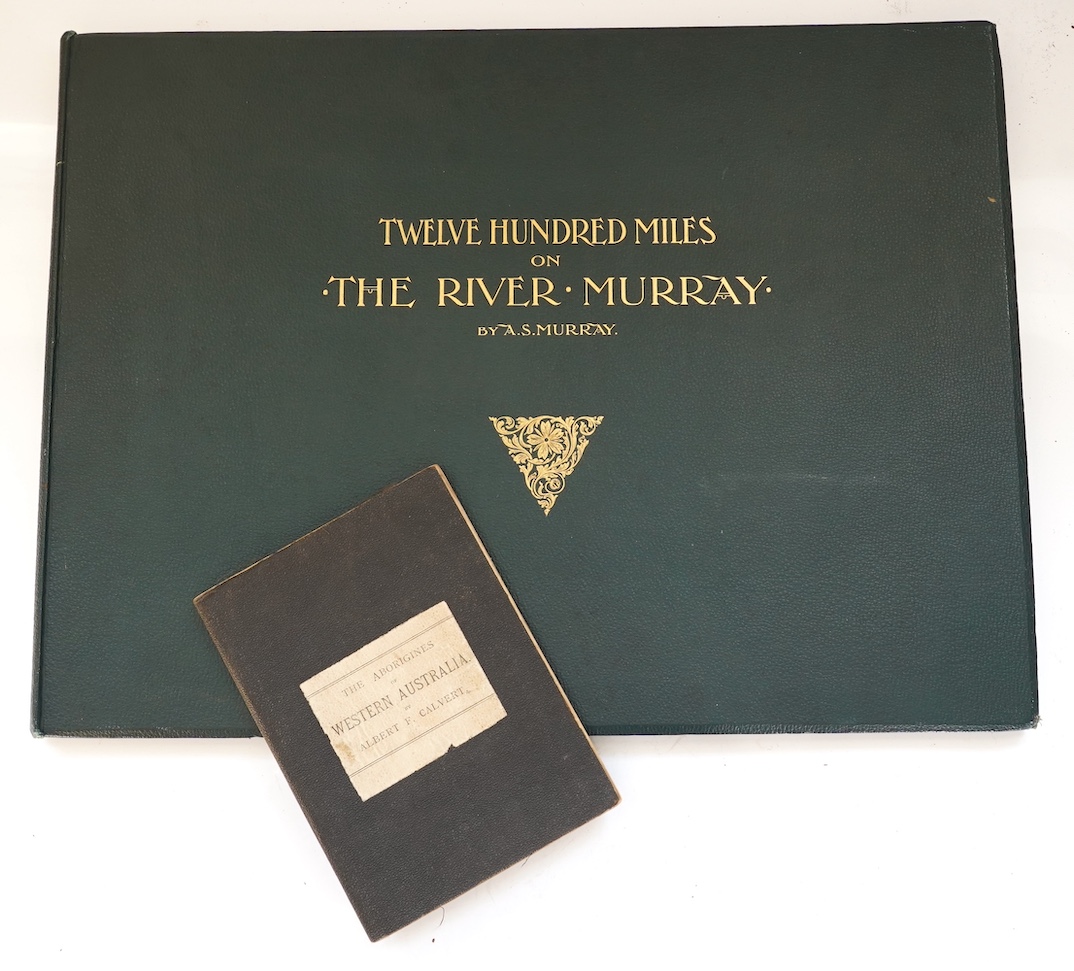 TWELVE HUNDRED MILES
ON
·THE RIVER · MURRAY·
BY A.S. MURRAY.
THE ABORIGINES
OF
WESTERN AUSTRALIA.
BY
ALBERT F. CALVERT.